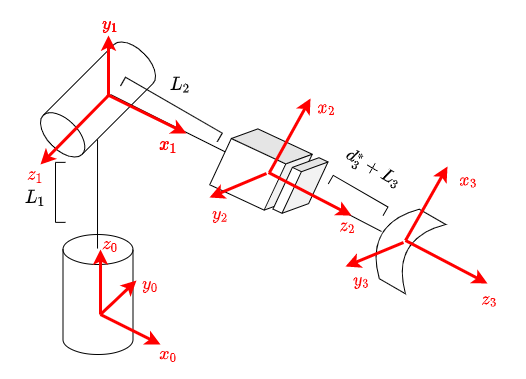 y₁
L₂
x₁
z₁
L₁
x₂
d₃* + L₃
y₂
z₂
x₃
y₃
z₃
z₀
y₀
x₀